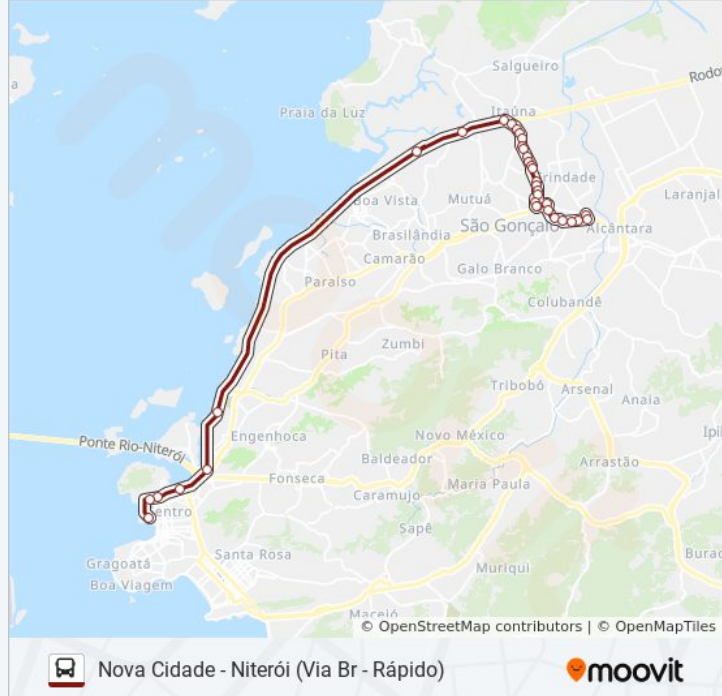 Salgueiro
Rodov
Praia da Luz
Itaúna
Trindade
Boa Vista
Mutuá
Laranjal
São Gonçalo
Alcântara
Brasilândia
Camarão
Galo Branco
Paraíso
Colubandê
Zumbi
Pita
Tribobó
Arsenal
Anaia
Ipi
Engenhoca
Novo México
Ponte Rio-Niterói
Baldeador
Arrastão
Fonseca
Maria Paula
Caramujo
Centro
Sapê
Burac
Gragoatá
Santa Rosa
Boa Viagem
Muriqui
Maceió
© OpenStreetMap contributors | © OpenMapTiles
Nova Cidade - Niterói (Via Br - Rápido)
moovit